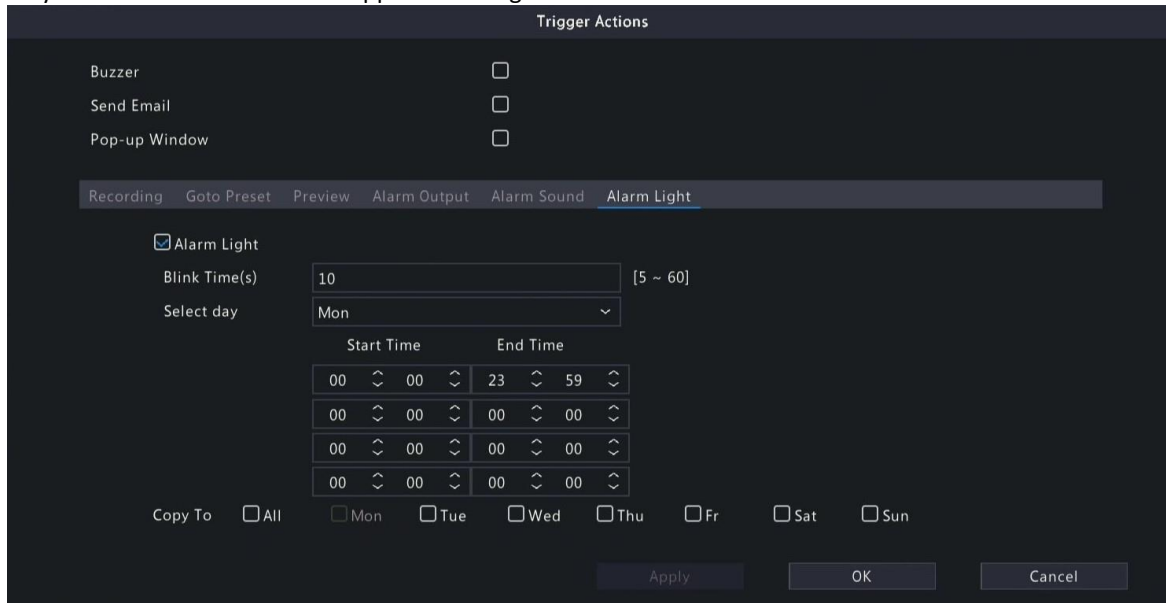 Trigger Actions
Buzzer
Send Email
Pop-up Window
Recording Goto Preset Preview Alarm Output Alarm Sound Alarm Light
Alarm Light
Blink Time(s) 10 [5 ~ 60]
Select day Mon
Start Time End Time
00 00 23 59
00 00 00 00
00 00 00 00
00 00 00 00
Copy To All Mon Tue Wed Thu Fr Sat Sun
Apply OK Cancel